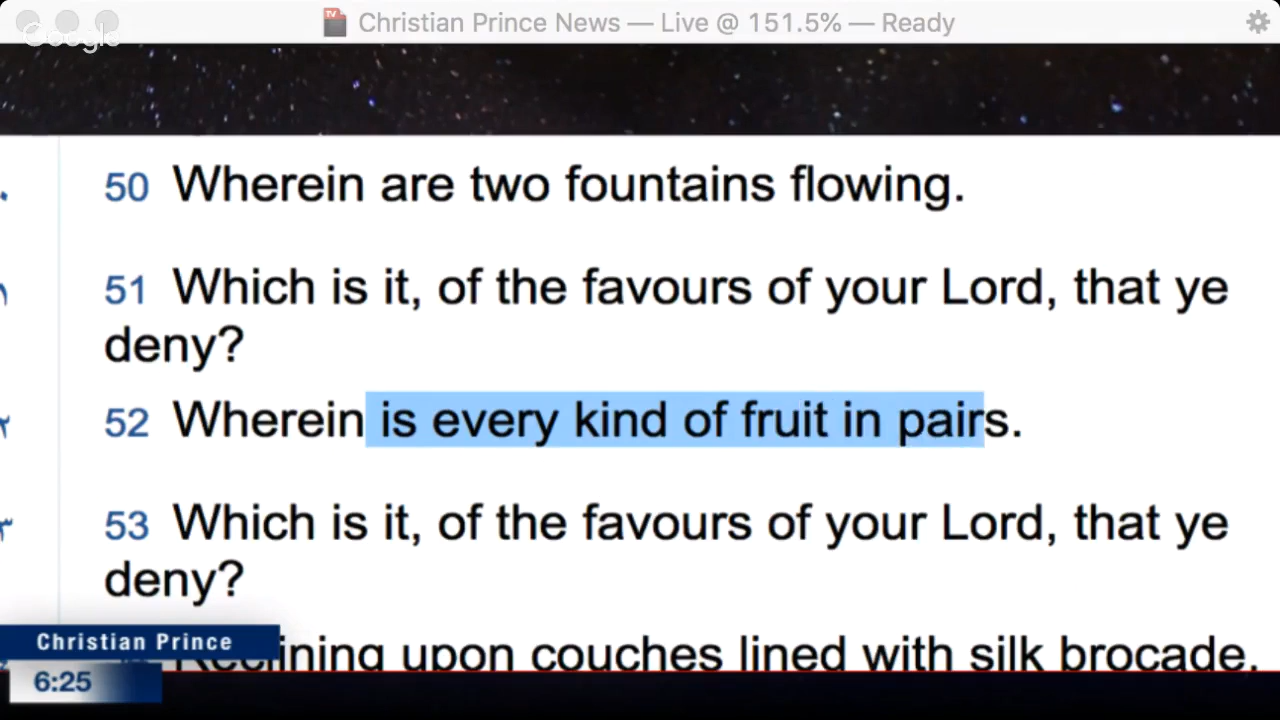 Christian Prince News — Live @ 151.5% — Ready
Google
50 Wherein are two fountains flowing.
51 Which is it, of the favours of your Lord, that ye
deny?
52 Wherein is every kind of fruit in pairs.
53 Which is it, of the favours of your Lord, that ye
deny?
Reclining upon couches lined with silk brocade,
Christian Prince
6:25